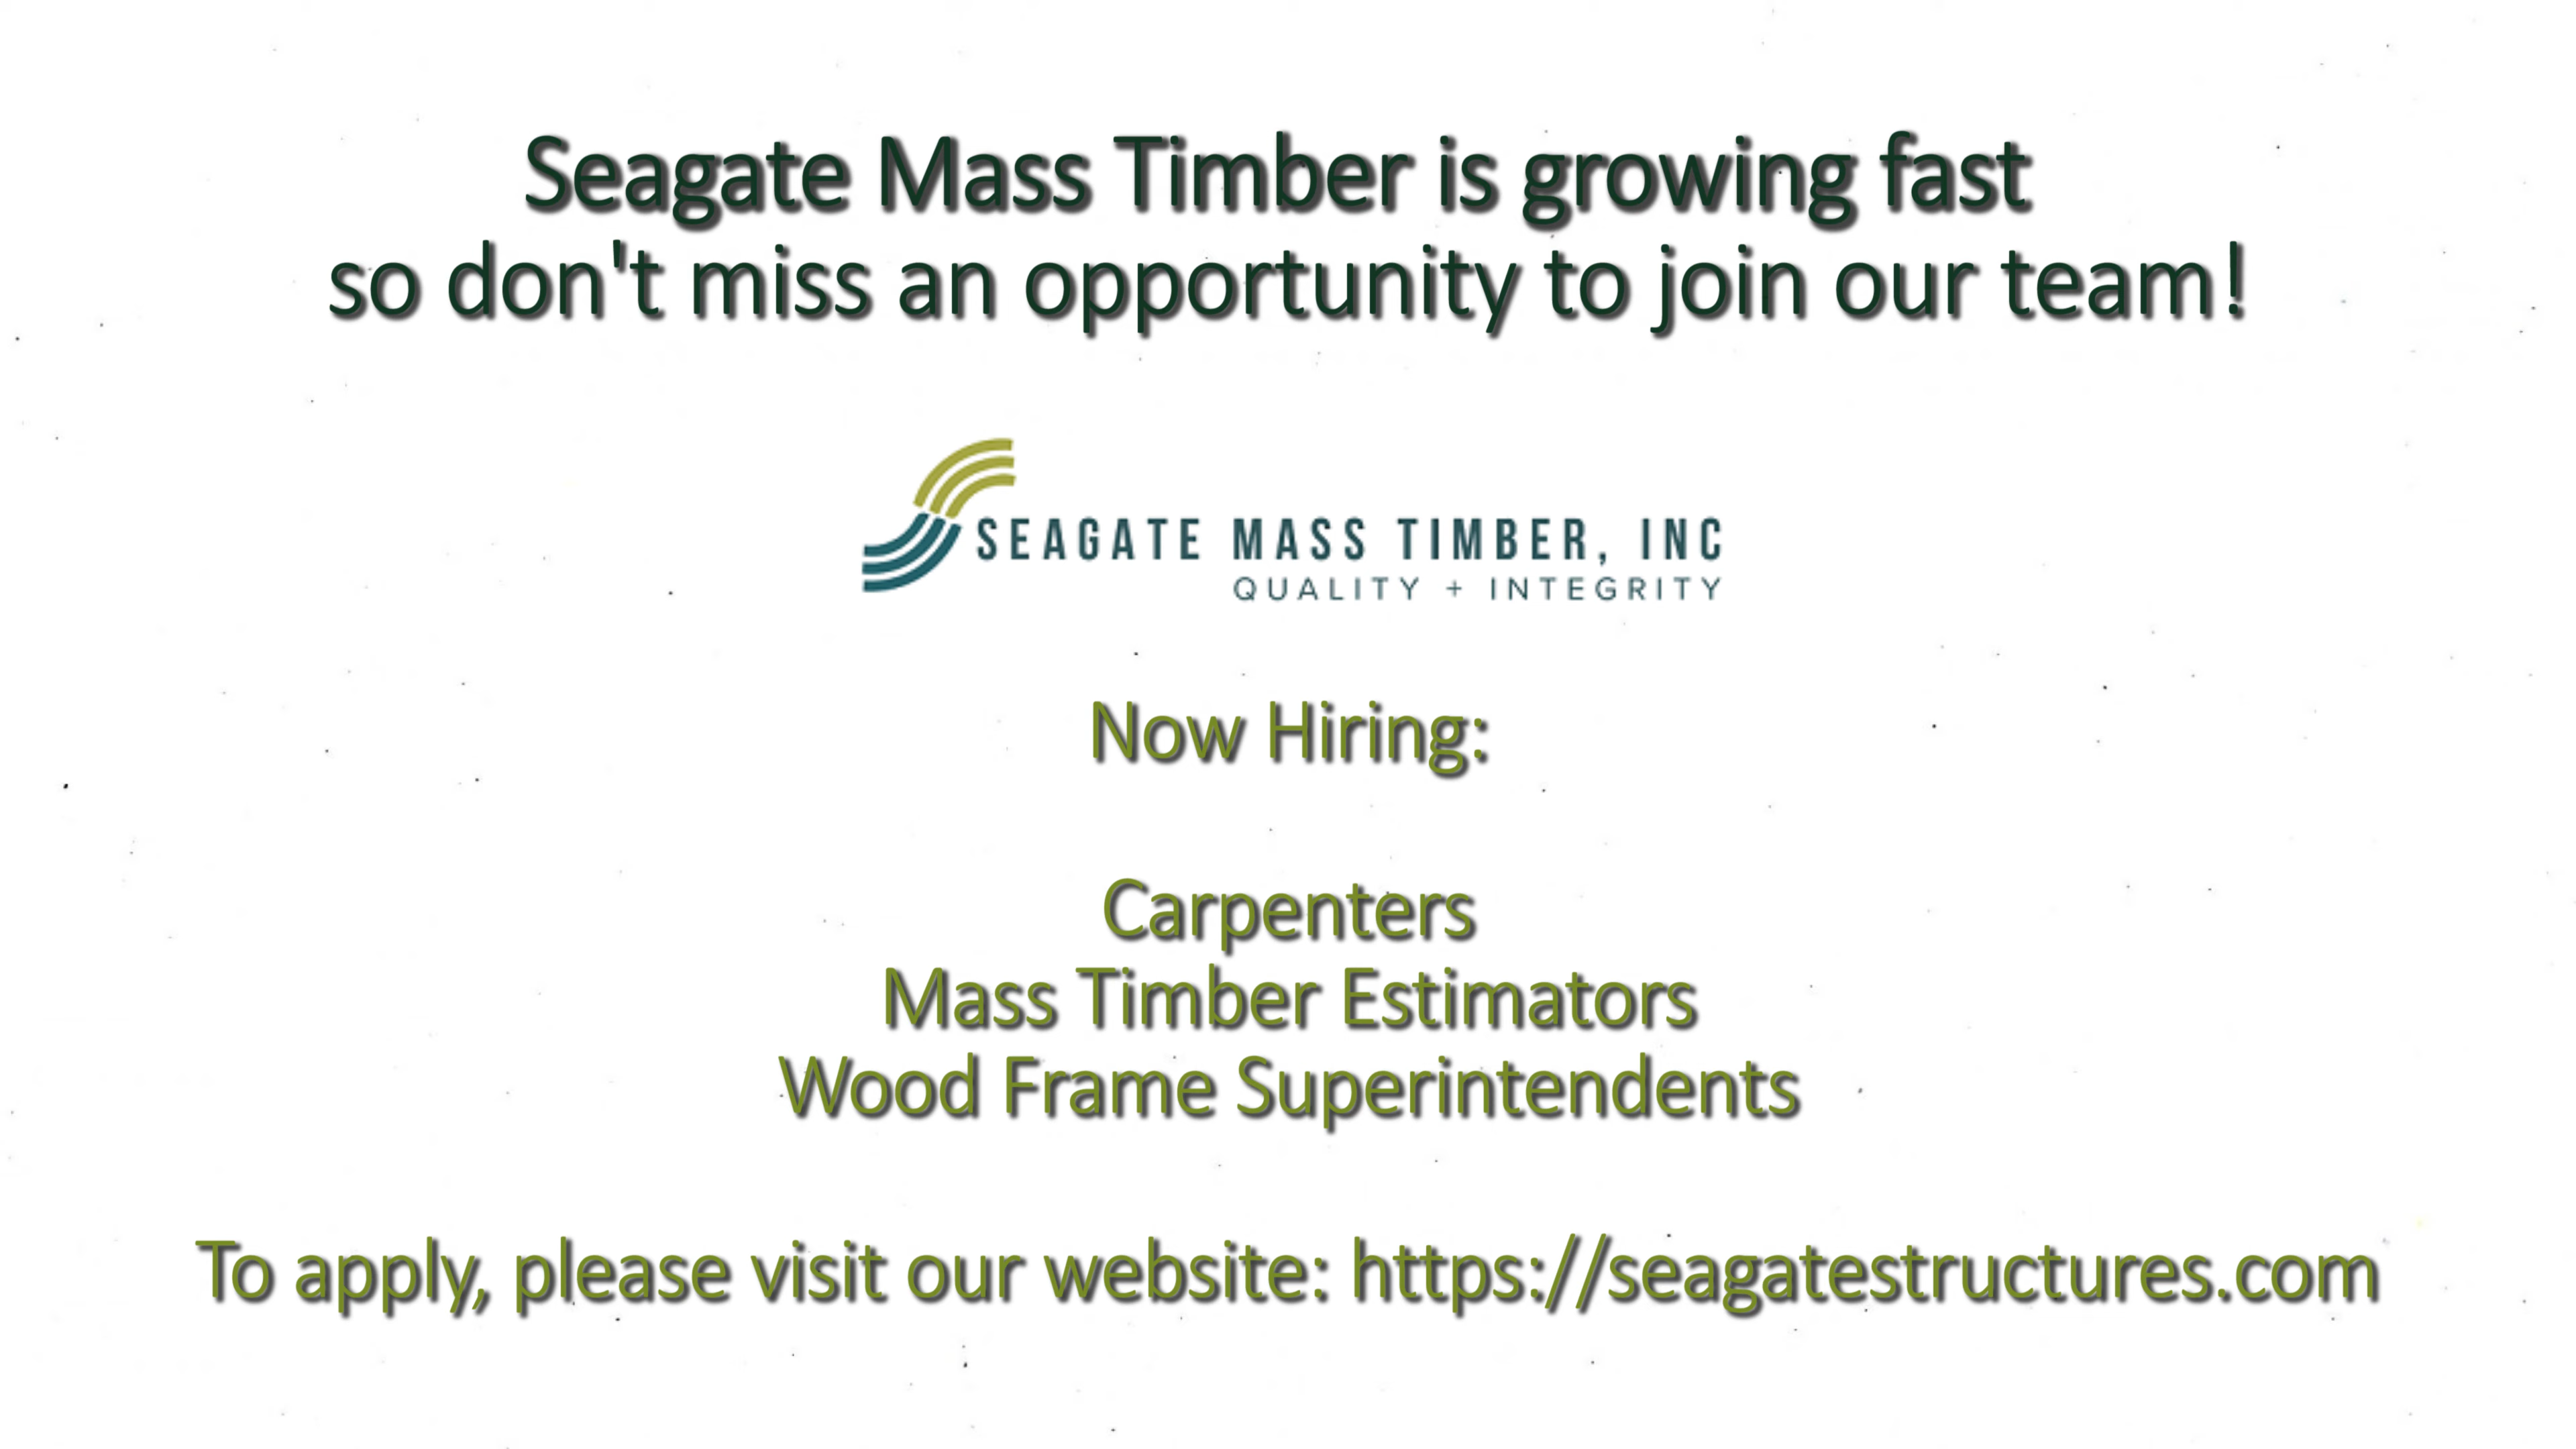 Seagate Mass Timber is growing fast
so don't miss an opportunity to join our team!
SEAGATE MASS TIMBER, INC
QUALITY + INTEGRITY
Now Hiring:
Carpenters
Mass Timber Estimators
Wood Frame Superintendents
To apply, please visit our website: https://seagatestructures.com